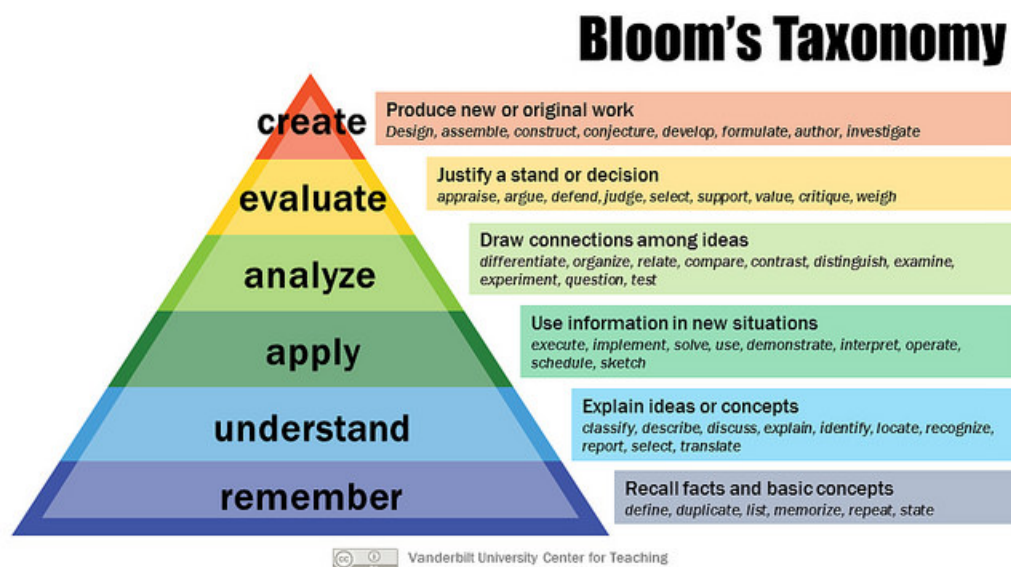 Bloom's Taxonomy
create
Produce new or original work
Design, assemble, construct, conjecture, develop, formulate, author, investigate
evaluate
Justify a stand or decision
appraise, argue, defend, judge, select, support, value, critique, weigh
analyze
Draw connections among ideas
differentiate, organize, relate, compare, contrast, distinguish, examine,
experiment, question, test
apply
Use information in new situations
execute, implement, solve, use, demonstrate, interpret, operate,
schedule, sketch
understand
Explain ideas or concepts
classify, describe, discuss, explain, identify, locate, recognize,
report, select, translate
remember
Recall facts and basic concepts
define, duplicate, list, memorize, repeat, state
cc
Vanderbilt University Center for Teaching